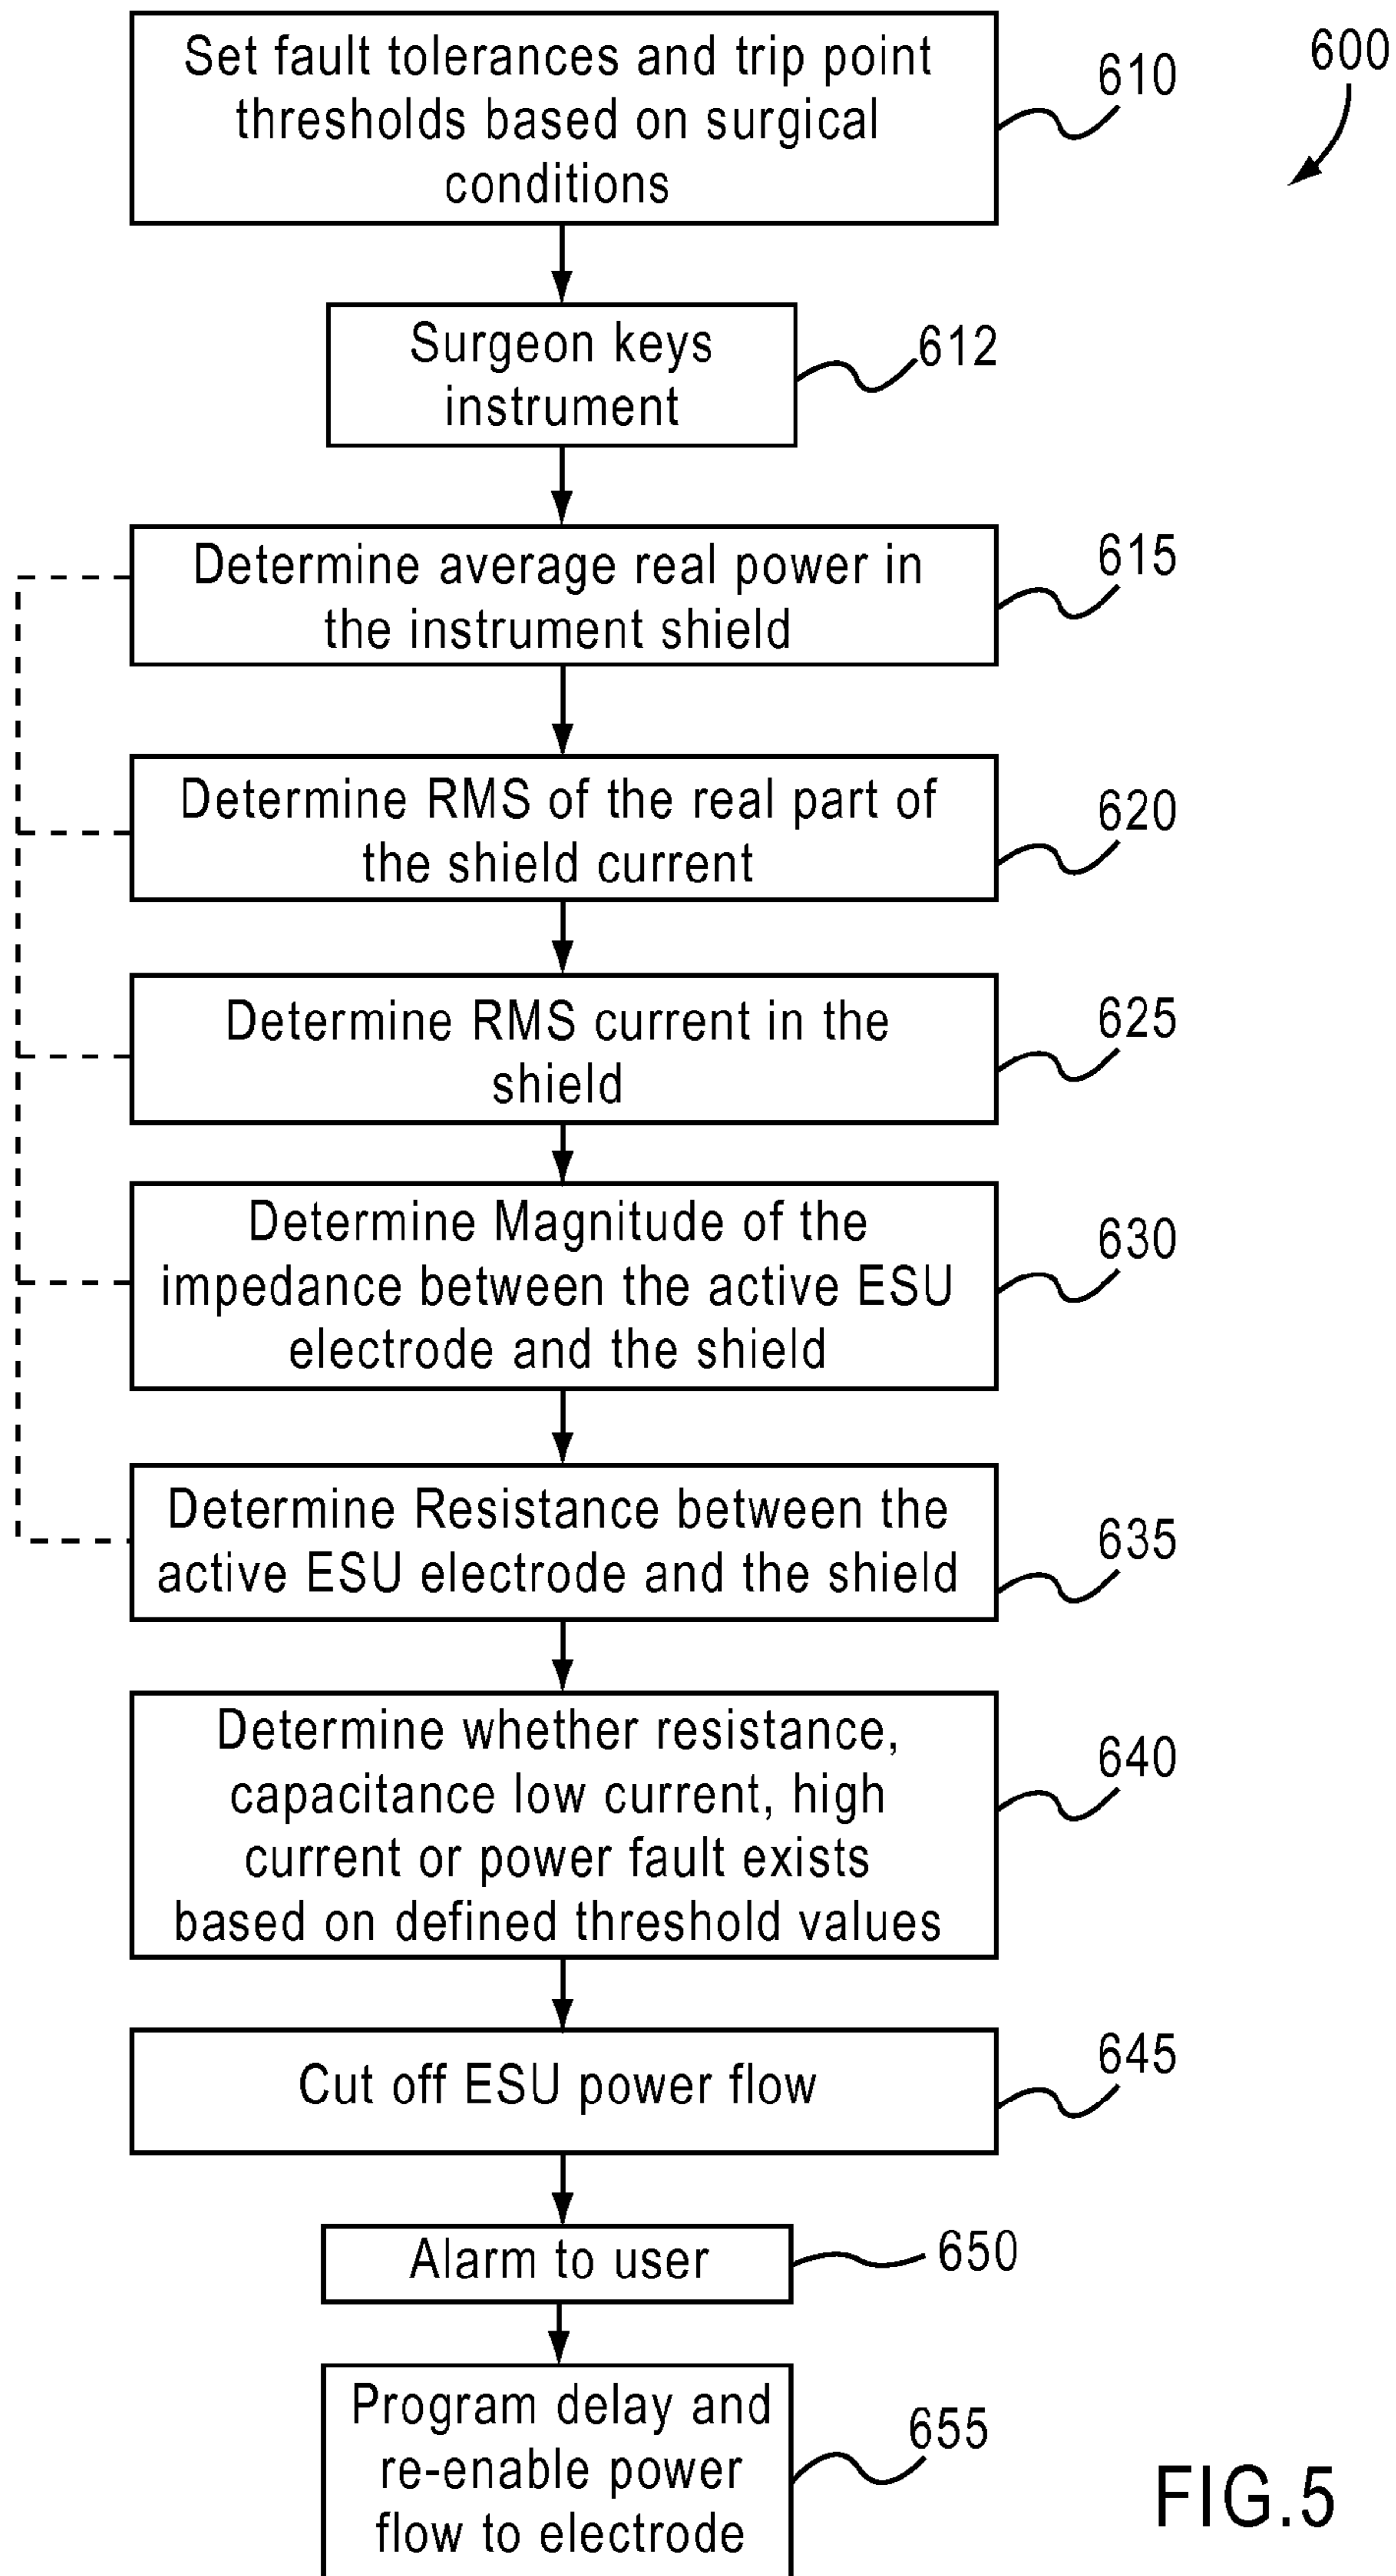 600
Set fault tolerances and trip point
thresholds based on surgical
conditions
610
Surgeon keys
instrument
612
Determine average real power in
the instrument shield
615
Determine RMS of the real part of
the shield current
620
Determine RMS current in the
shield
625
Determine Magnitude of the
impedance between the active ESU
electrode and the shield
630
Determine Resistance between the
active ESU electrode and the shield
635
Determine whether resistance,
capacitance low current, high
current or power fault exists
based on defined threshold values
640
Cut off ESU power flow
645
Alarm to user
650
Program delay and
re-enable power
flow to electrode
655
FIG.5